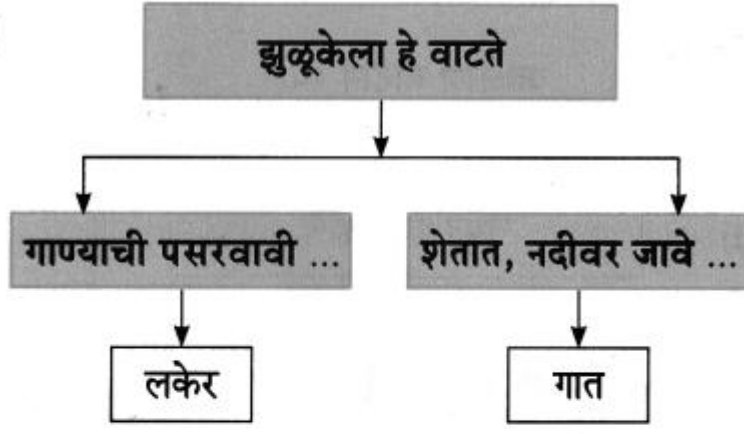 झुळूकेला हे वाटते
गाण्याची पसरवावी ...
शेतात, नदीवर जावे ...
लकेर
गात